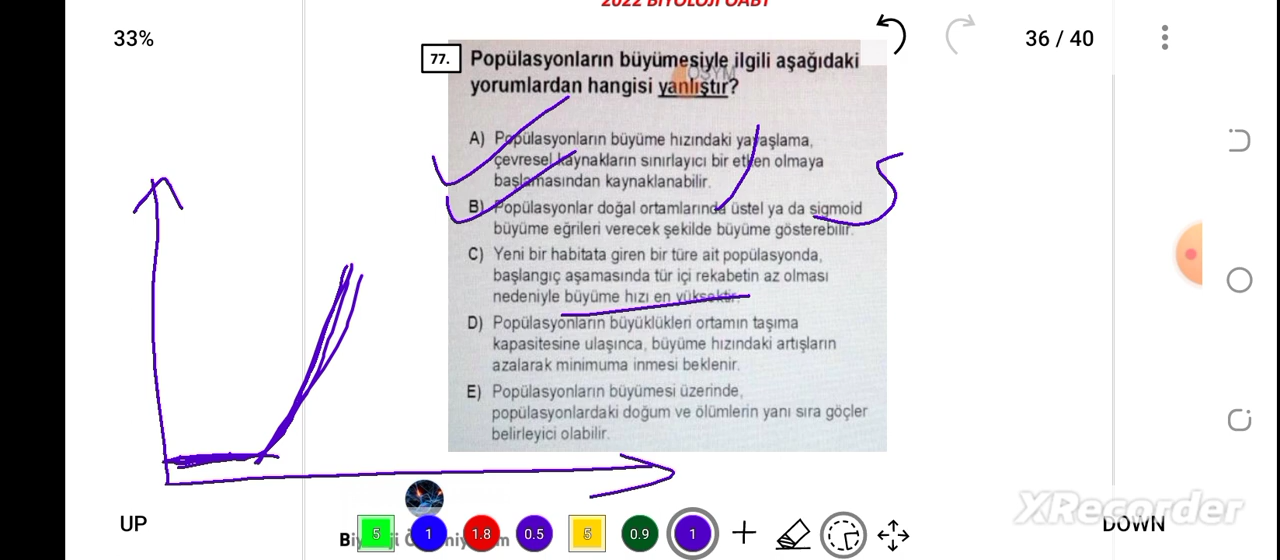 2022 BİYOLOJİ ÖABT
33%
36 / 40
77. Popülasyonların büyümesiyle ilgili aşağıdaki
ÖSYM
yorumlardan hangisi yanlıştır?
A) Popülasyonların büyüme hızındaki yavaşlama,
çevresel kaynakların sınırlayıcı bir etken olmaya
başlamasından kaynaklanabilir.
B) Popülasyonlar doğal ortamlarında üstel ya da sigmoid
büyüme eğrileri verecek şekilde büyüme gösterebilir.
C) Yeni bir habitata giren bir türe ait popülasyonda,
başlangıç aşamasında tür içi rekabetin az olması
nedeniyle büyüme hızı en yüksektir.
D) Popülasyonların büyüklükleri ortamın taşıma
kapasitesine ulaşınca, büyüme hızındaki artışların
azalarak minimuma inmesi beklenir.
E) Popülasyonların büyümesi üzerinde,
popülasyonlardaki doğum ve ölümlerin yanı sıra göçler
belirleyici olabilir.
XRecorder
UP
DOWN
5 1 1.8 0.5 5 0.9 1